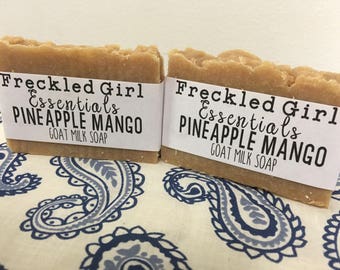 Freckled Girl
Essentials
PINEAPPLE MANGO
GOAT MILK SOAP
Freckled Girl
Essentials
PINEAPPLE MANGO
GOAT MILK SOAP